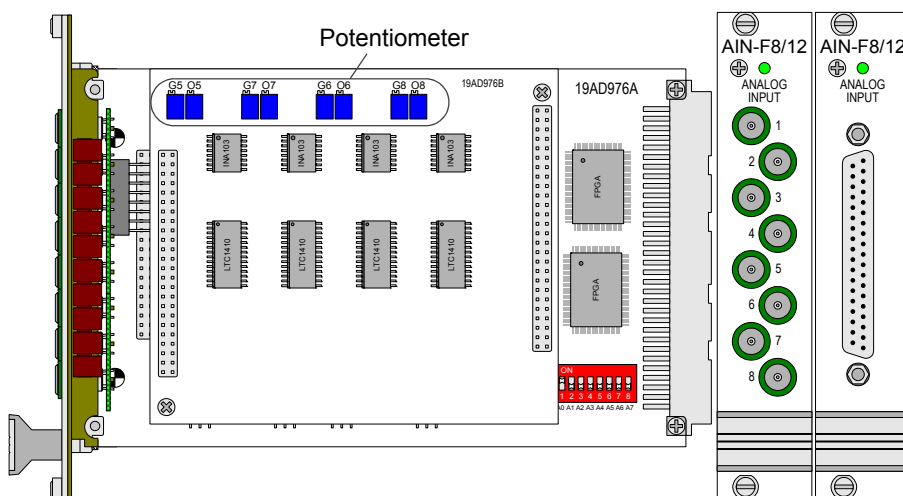 Potentiometer
G5 O5 G7 O7 G6 O6 G8 O8
19AD976B
19AD976A
INA103 INA103 INA103 INA103
LTC1410 LTC1410 LTC1410 LTC1410
FPGA
FPGA
ON
1 2 3 4 5 6 7 8
A0 A1 A2 A3 A4 A5 A6 A7
AIN-F8/12
ANALOG
INPUT
1
2
3
4
5
6
7
8
AIN-F8/12
ANALOG
INPUT